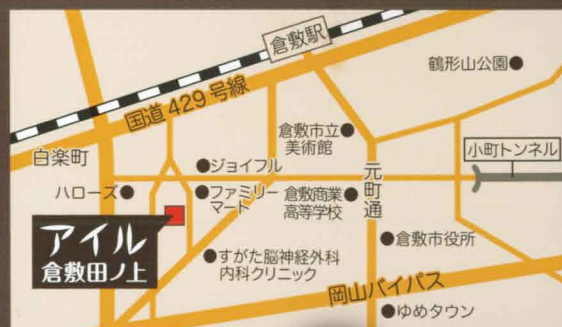 倉敷駅
鶴形山公園
国道429号線
倉敷市立
美術館
小町トンネル
白楽町
ジョイフル
元町通
ハローズ
ファミリー
マート
倉敷商業
高等学校
アイル
倉敷田ノ上
倉敷市役所
すがた脳神経外科
内科クリニック
岡山バイパス
ゆめタウン